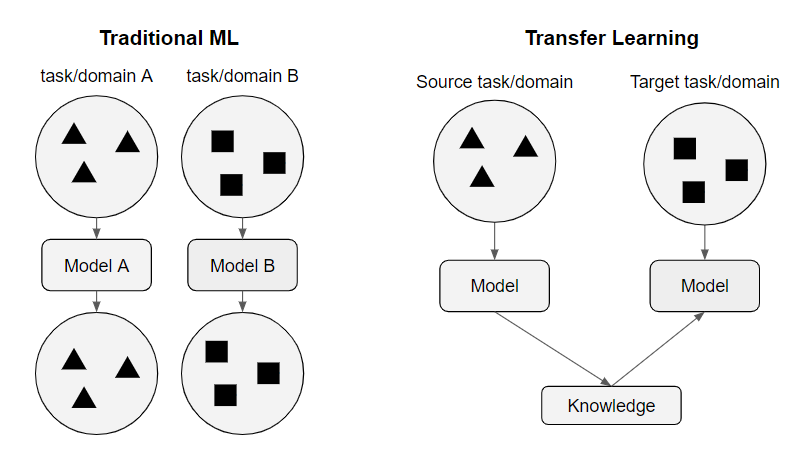 Traditional ML
task/domain A
task/domain B
Model A
Model B
Transfer Learning
Source task/domain
Target task/domain
Model
Model
Knowledge